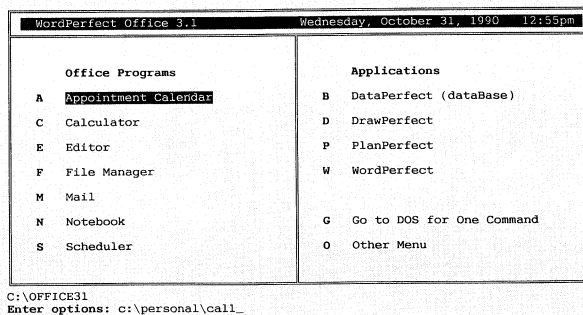 WordPerfect Office 3.1 Wednesday, October 31, 1990 12:55pm
Office Programs
A Appointment Calendar
C Calculator
E Editor
F File Manager
M Mail
N Notebook
S Scheduler
Applications
B DataPerfect (dataBase)
D DrawPerfect
P PlanPerfect
W WordPerfect
G Go to DOS for One Command
O Other Menu
C:\OFFICE31
Enter options: c:\personal\call_